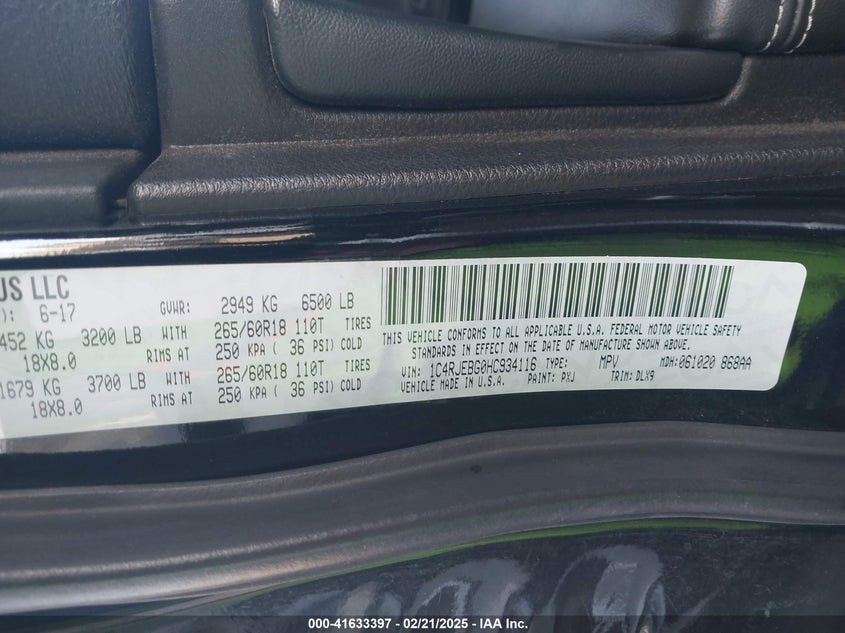 US LLC
): 6-17 GVWR: 2949 KG 6500 LB
452 KG 3200 LB WITH 265/60R18 110T TIRES
18X8.0 RIMS AT 250 KPA ( 36 PSI) COLD
1679 KG 3700 LB WITH 265/60R18 110T TIRES
18X8.0 RIMS AT 250 KPA ( 36 PSI) COLD
THIS VEHICLE CONFORMS TO ALL APPLICABLE U.S.A. FEDERAL MOTOR VEHICLE SAFETY
STANDARDS IN EFFECT ON THE DATE OF MANUFACTURE SHOWN ABOVE.
VIN: 1C4RJEBG0HC934116 TYPE: MPV MDH:061020 868AA
VEHICLE MADE IN U.S.A. PAINT: PXJ TRIM: DLX9
000-41633397 - 02/21/2025 - IAA Inc.